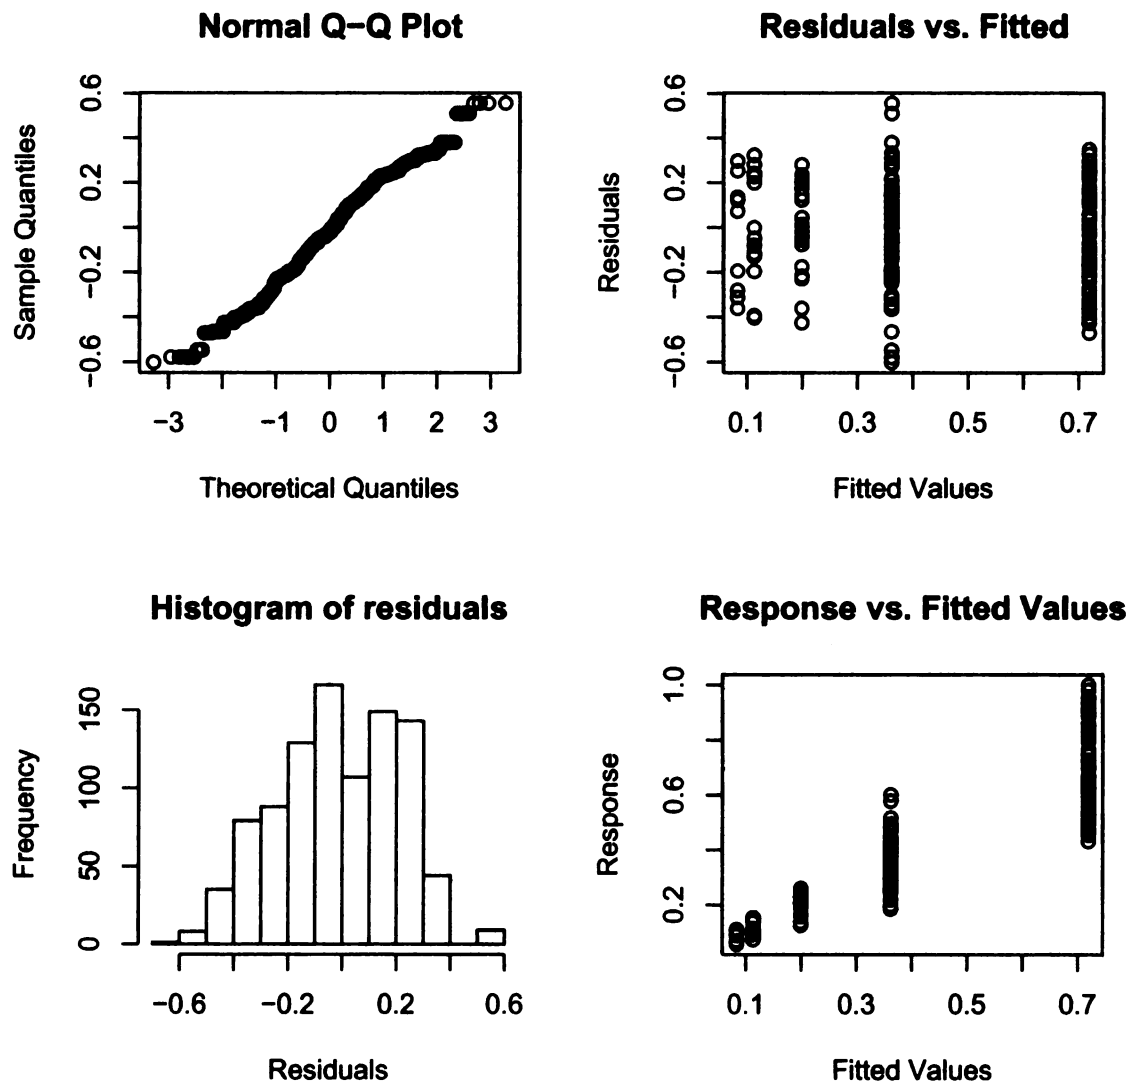 Normal Q−Q Plot
Sample Quantiles
−0.6 −0.2 0.2 0.6
−3 −1 0 1 2 3
Theoretical Quantiles
Residuals vs. Fitted
Residuals
−0.6 −0.2 0.2 0.6
0.1 0.3 0.5 0.7
Fitted Values
Histogram of residuals
Frequency
0 50 100 150
−0.6 −0.2 0.2 0.6
Residuals
Response vs. Fitted Values
Response
0.2 0.6 1.0
0.1 0.3 0.5 0.7
Fitted Values